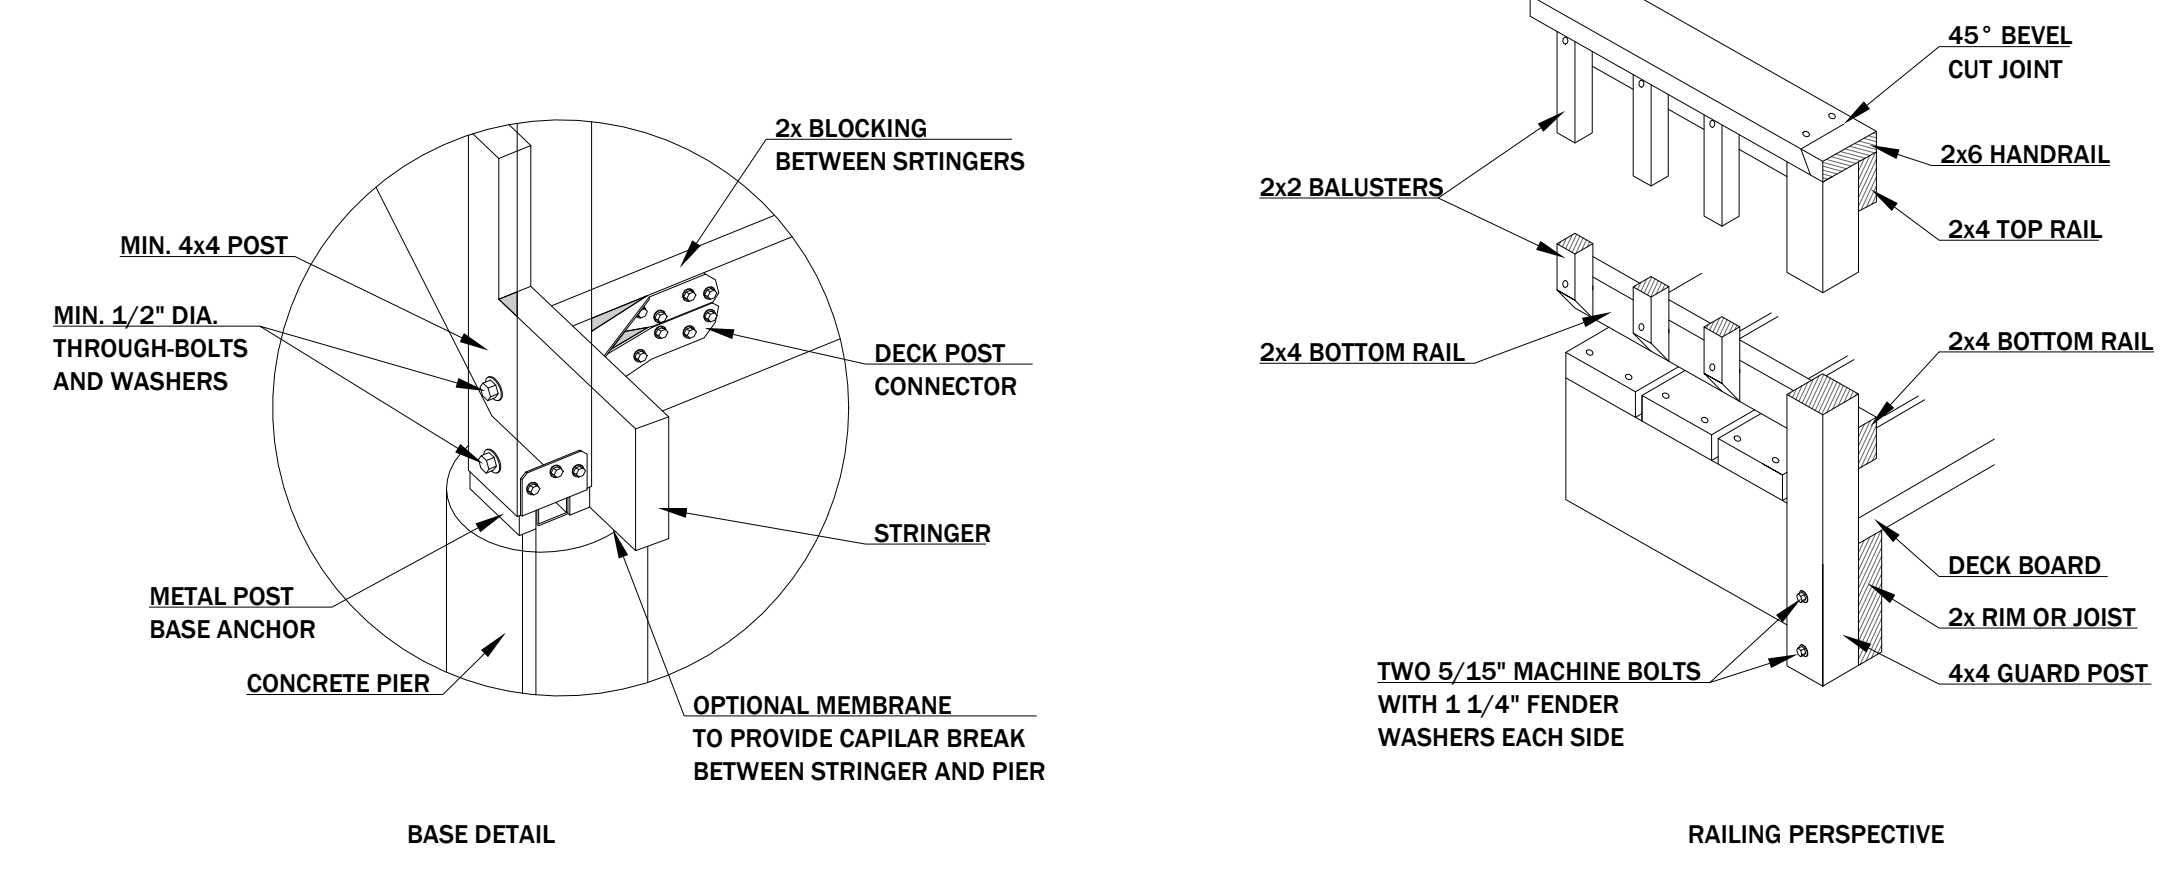 2x BLOCKING
BETWEEN SRTINGERS
MIN. 4x4 POST
MIN. 1/2" DIA.
THROUGH-BOLTS
AND WASHERS
DECK POST
CONNECTOR
STRINGER
METAL POST
BASE ANCHOR
CONCRETE PIER
OPTIONAL MEMBRANE
TO PROVIDE CAPILAR BREAK
BETWEEN STRINGER AND PIER
BASE DETAIL
45° BEVEL
CUT JOINT
2x6 HANDRAIL
2x2 BALUSTERS
2x4 TOP RAIL
2x4 BOTTOM RAIL
2x4 BOTTOM RAIL
DECK BOARD
2x RIM OR JOIST
4x4 GUARD POST
TWO 5/15" MACHINE BOLTS
WITH 1 1/4" FENDER
WASHERS EACH SIDE
RAILING PERSPECTIVE